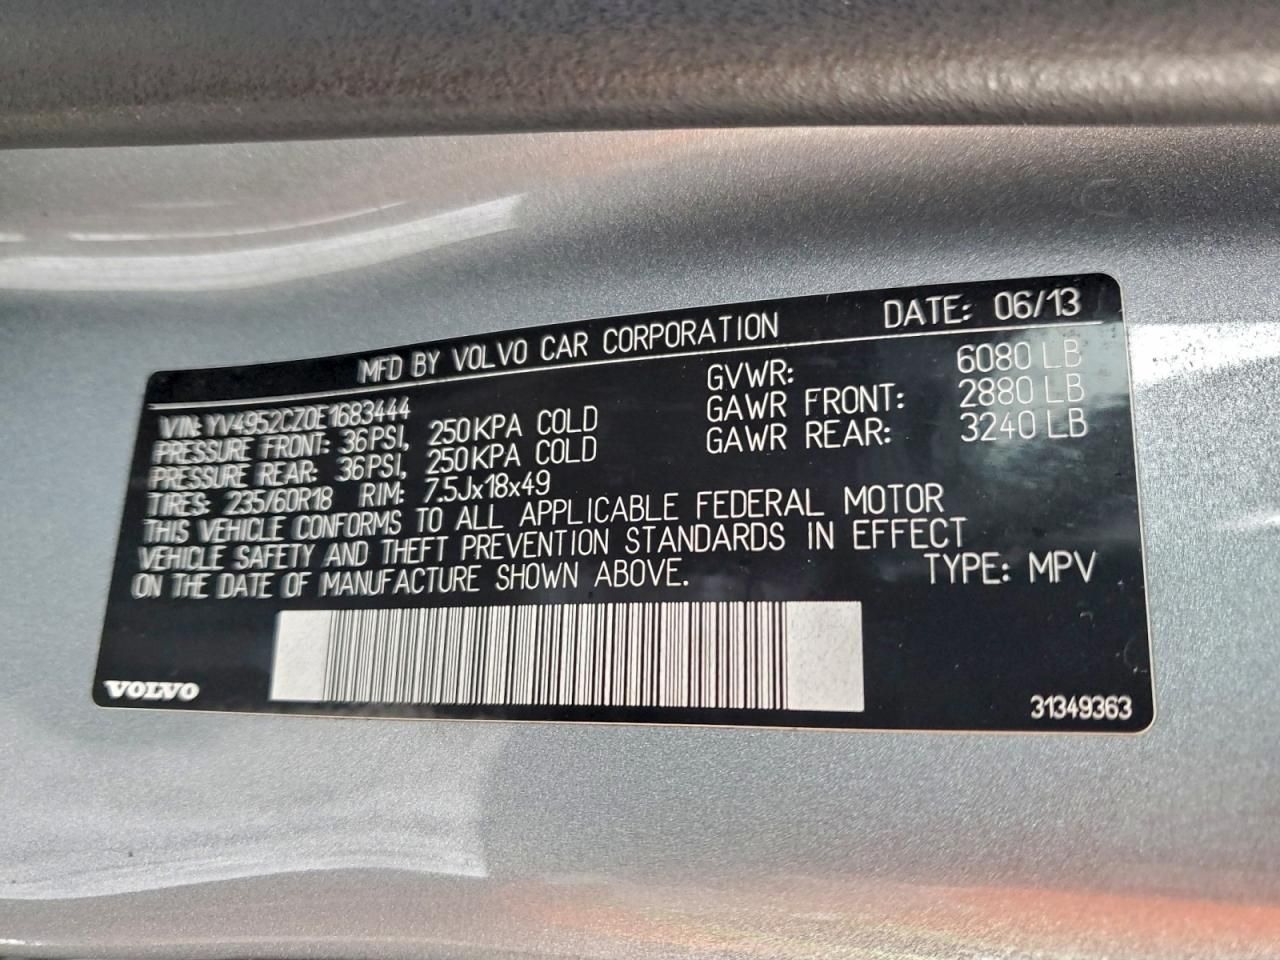 MFD BY VOLVO CAR CORPORATION DATE: 06/13
VIN: YV4952CZ0E1683444 GVWR: 6080 LB
PRESSURE FRONT: 36PSI, 250KPA COLD GAWR FRONT: 2880 LB
PRESSURE REAR: 36PSI, 250KPA COLD GAWR REAR: 3240 LB
TIRES: 235/60R18 RIM: 7.5Jx18x49
THIS VEHICLE CONFORMS TO ALL APPLICABLE FEDERAL MOTOR
VEHICLE SAFETY AND THEFT PREVENTION STANDARDS IN EFFECT
ON THE DATE OF MANUFACTURE SHOWN ABOVE. TYPE: MPV
VOLVO 31349363